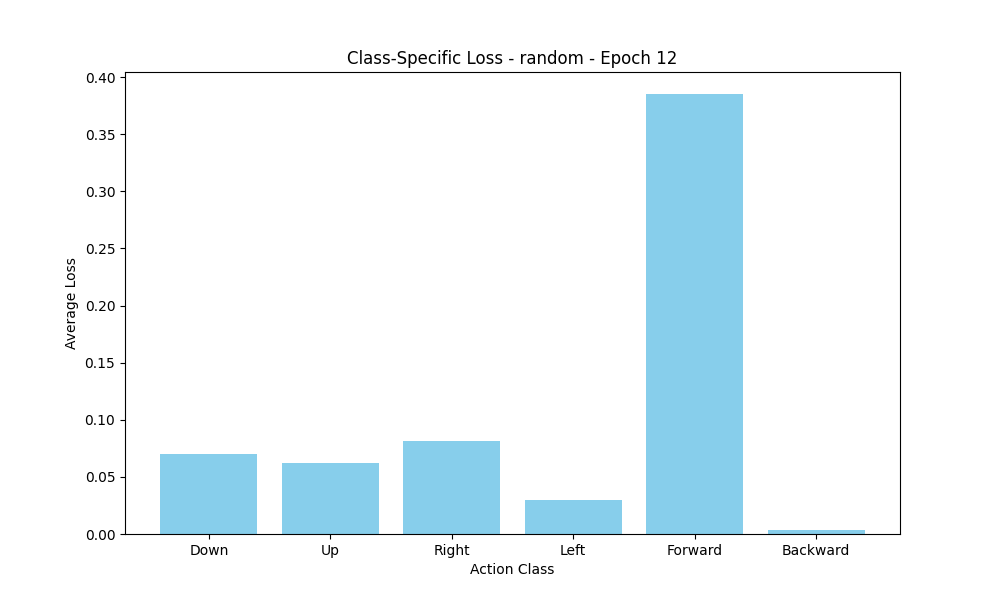 Class-Specific Loss - random - Epoch 12
0.40
0.35
0.30
0.25
0.20
0.15
0.10
0.05
0.00
Average Loss
Down Up Right Left Forward Backward
Action Class